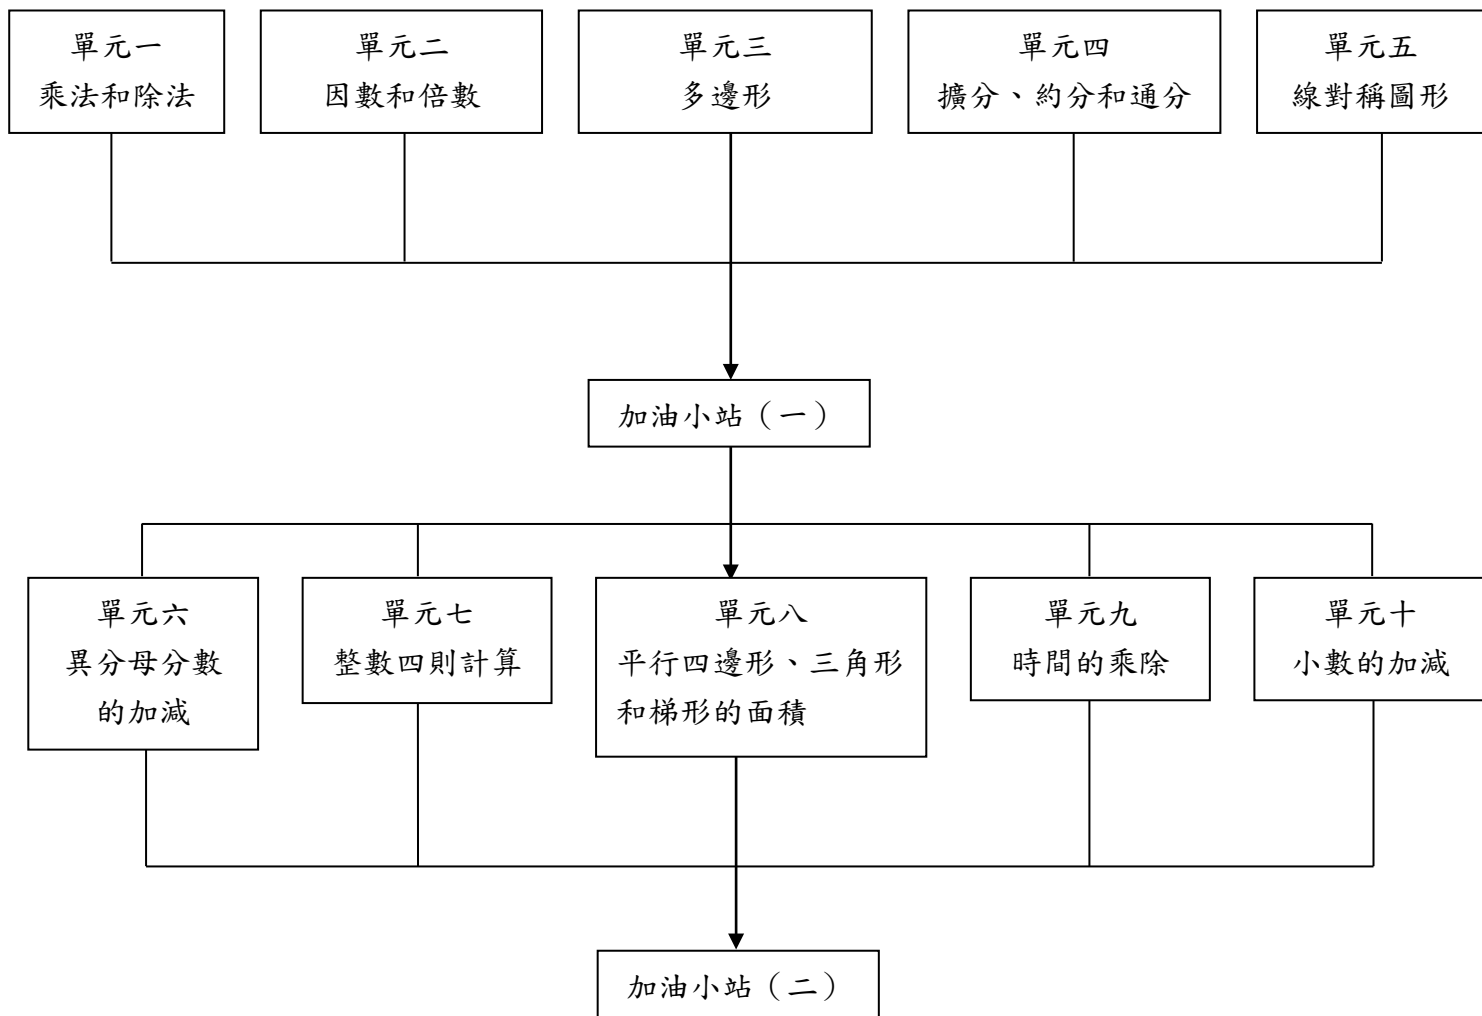 單元一
乘法和除法
單元二
因數和倍數
單元三
多邊形
單元四
擴分、約分和通分
單元五
線對稱圖形
加油小站（一）
單元六
異分母分數
的加減
單元七
整數四則計算
單元八
平行四邊形、三角形
和梯形的面積
單元九
時間的乘除
單元十
小數的加減
加油小站（二）